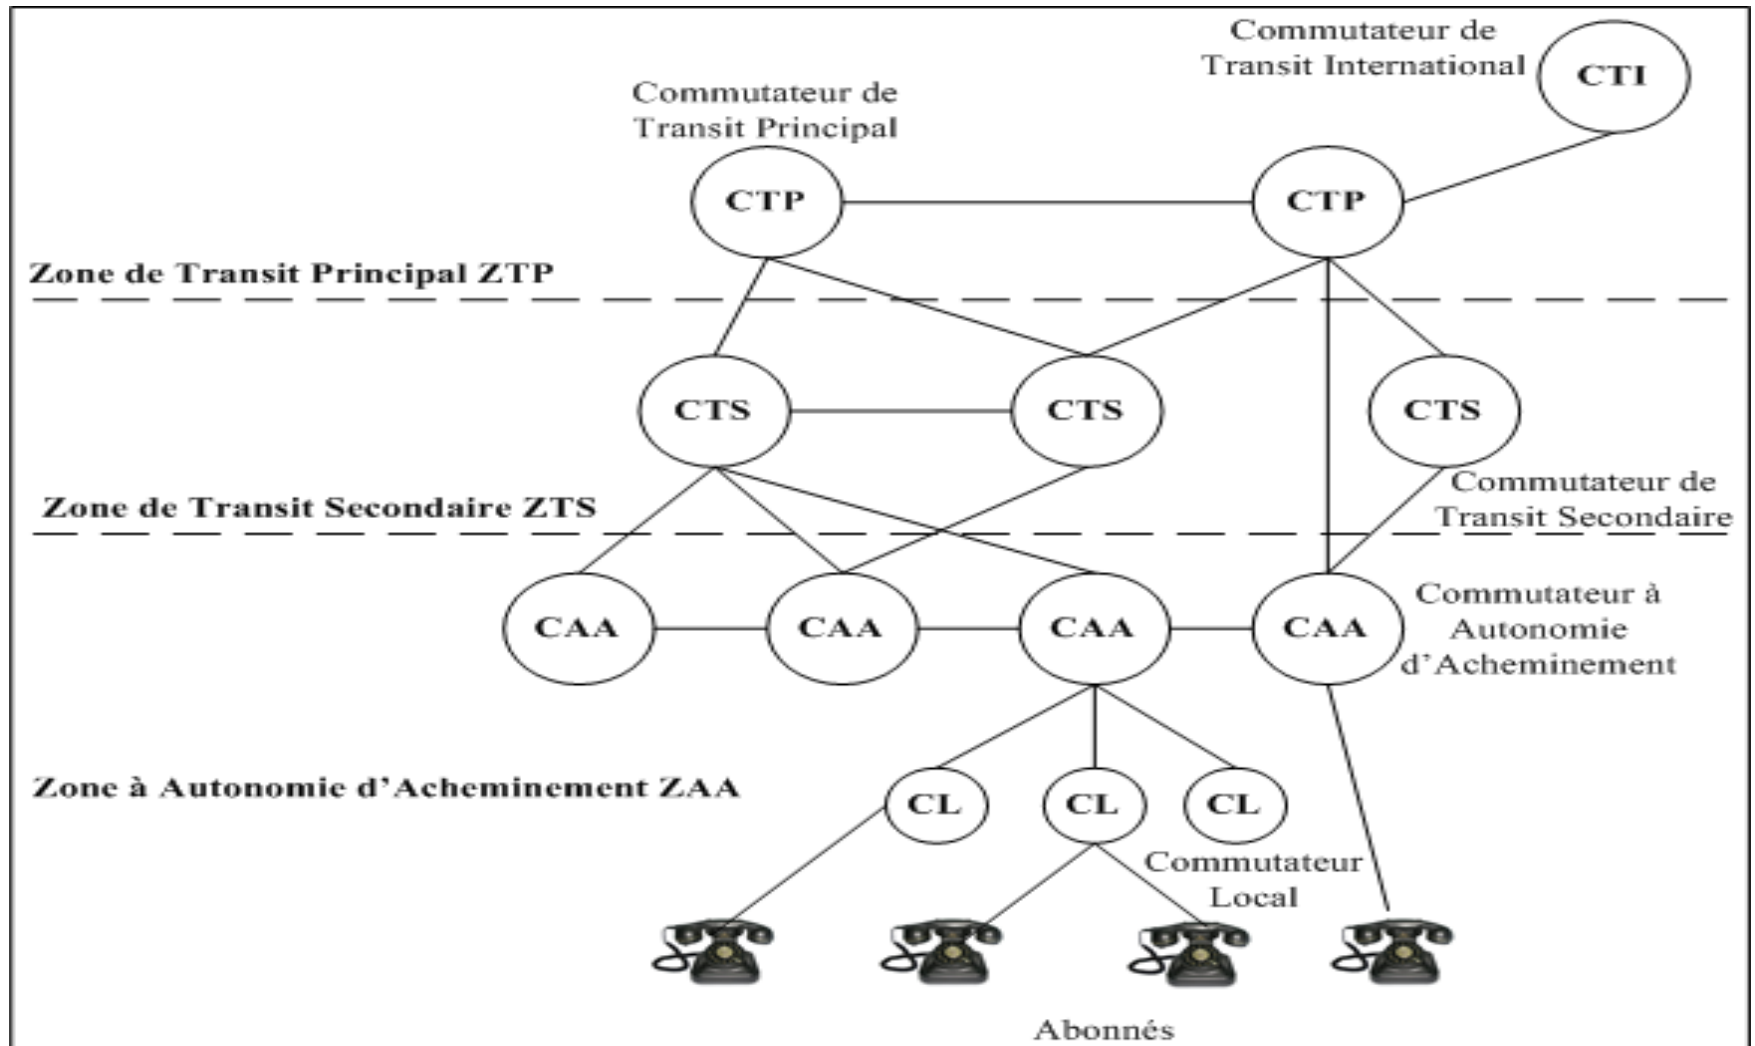 Commutateur de
Transit International
CTI
Commutateur de
Transit Principal
CTP
CTP
Zone de Transit Principal ZTP
CTS
CTS
CTS
Commutateur de
Transit Secondaire
Zone de Transit Secondaire ZTS
CAA
CAA
CAA
CAA
Commutateur à
Autonomie
d'Acheminement
Zone à Autonomie d'Acheminement ZAA
CL
CL
CL
Commutateur
Local
Abonnés